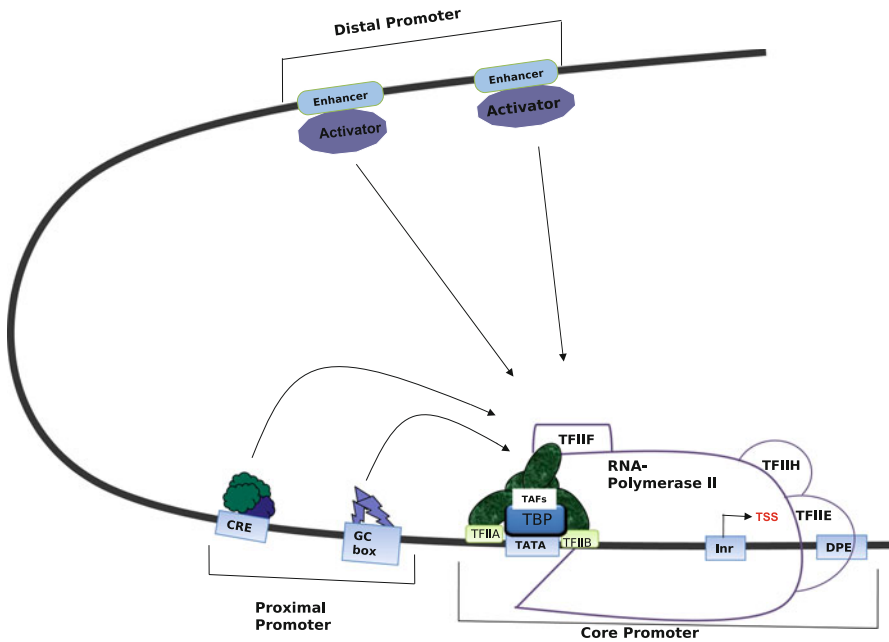 Distal Promoter
Enhancer
Enhancer
Activator
Activator
TFIIF
RNA-
Polymerase II
TFIIH
TAFs
TBP
TFIIE
TSS
CRE
GC
box
TFIIA
TATA
TFIIB
Inr
DPE
Proximal
Promoter
Core Promoter